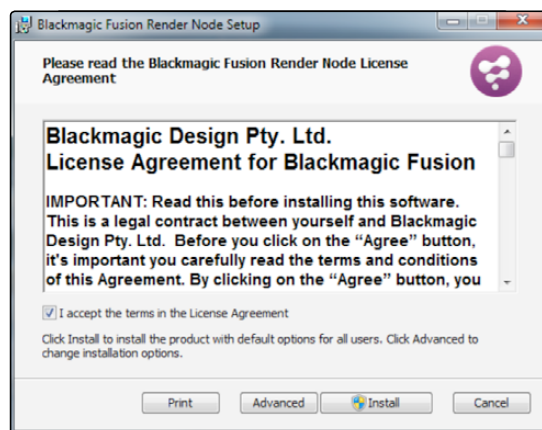 Blackmagic Fusion Render Node Setup
Please read the Blackmagic Fusion Render Node License
Agreement
Blackmagic Design Pty. Ltd.
License Agreement for Blackmagic Fusion
IMPORTANT: Read this before installing this software.
This is a legal contract between yourself and Blackmagic
Design Pty. Ltd.  Before you click on the “Agree” button,
it's important you carefully read the terms and conditions
of this Agreement. By clicking on the “Agree” button, you
I accept the terms in the License Agreement
Click Install to install the product with default options for all users. Click Advanced to
change installation options.
Print Advanced Install Cancel